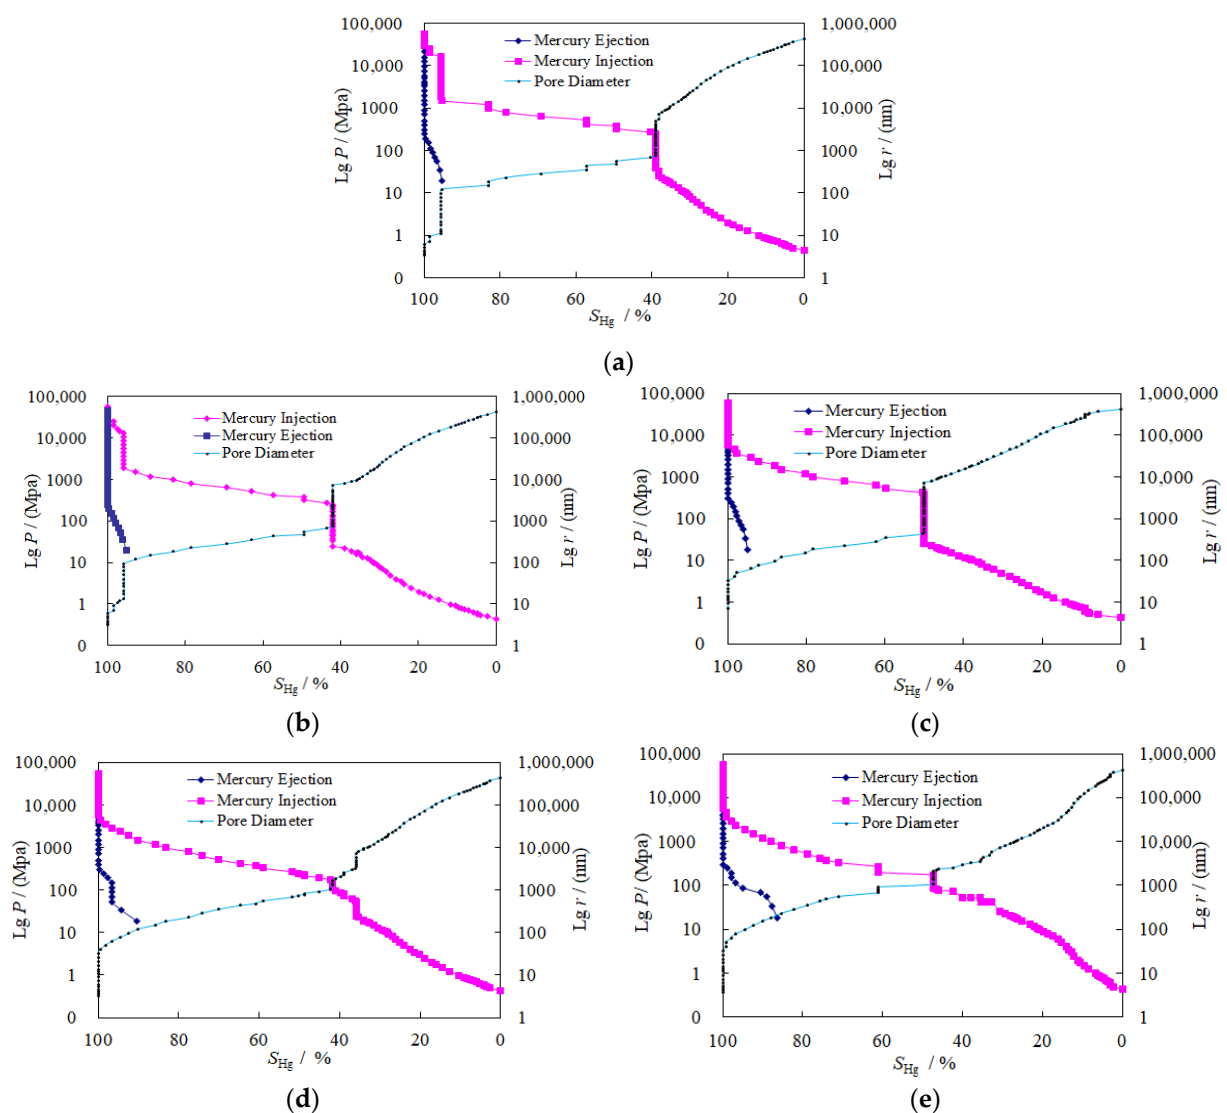 100,000
10,000
1000
100
10
1
0
Lg P / (Mpa)
Mercury Ejection
Mercury Injection
Pore Diameter
1,000,000
100,000
10,000
1000
100
10
1
Lg r / (nm)
100 80 60 40 20 0
SHg / %
(a)
100,000
10,000
1000
100
10
1
0
Lg P / (Mpa)
Mercury Injection
Mercury Ejection
Pore Diameter
1,000,000
100,000
10,000
1000
100
10
1
Lg r / (nm)
100 80 60 40 20 0
SHg / %
(b)
100,000
10,000
1000
100
10
1
0
Lg P / (Mpa)
Mercury Ejection
Mercury Injection
Pore Diameter
1,000,000
100,000
10,000
1000
100
10
1
Lg r / (nm)
100 80 60 40 20 0
SHg / %
(c)
100,000
10,000
1000
100
10
1
0
Lg P / (Mpa)
Mercury Ejection
Mercury Injection
Pore Diameter
1,000,000
100,000
10,000
1000
100
10
1
Lg r / (nm)
100 80 60 40 20 0
SHg / %
(d)
100,000
10,000
1000
100
10
1
0
Lg P / (Mpa)
Mercury Ejection
Mercury Injection
Pore Diameter
1,000,000
100,000
10,000
1000
100
10
1
Lg r / (nm)
100 80 60 40 20 0
SHg / %
(e)